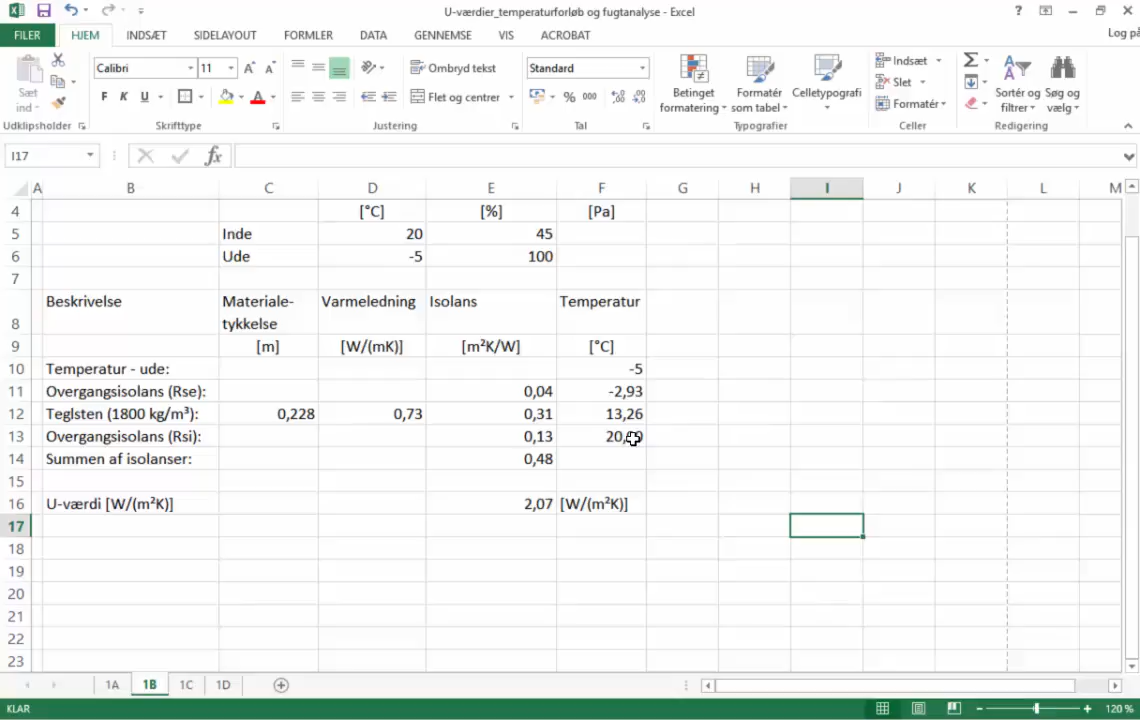 U-værdier_temperaturforløb og fugtanalyse - Excel
FILER HJEM INDSÆT SIDELAYOUT FORMLER DATA GENNEMSE VIS ACROBAT Log på
Sæt ind
Calibri 11
F K U
Ombryd tekst
Flet og centrer
Standard
% 000
Betinget formatering
Formatér som tabel
Celletypografi
Indsæt
Slet
Formatér
Sortér og filtrer
Søg og vælg
Udklipsholder Skrifttype Justering Tal Typografier Celler Redigering
I17 fx
A B C D E F G H I J K L M
4 [°C] [%] [Pa]
5 Inde 20 45
6 Ude -5 100
7
8 Beskrivelse Materiale-tykkelse Varmeledning Isolans Temperatur
9 [m] [W/(mK)] [m²K/W] [°C]
10 Temperatur - ude: -5
11 Overgangsisolans (Rse): 0,04 -2,93
12 Teglsten (1800 kg/m³): 0,228 0,73 0,31 13,26
13 Overgangsisolans (Rsi): 0,13
14 Summen af isolanser: 0,48
15
16 U-værdi [W/(m²K)] 2,07 [W/(m²K)]
17
18
19
20
21
22
23
1A 1B 1C 1D
KLAR 120 %